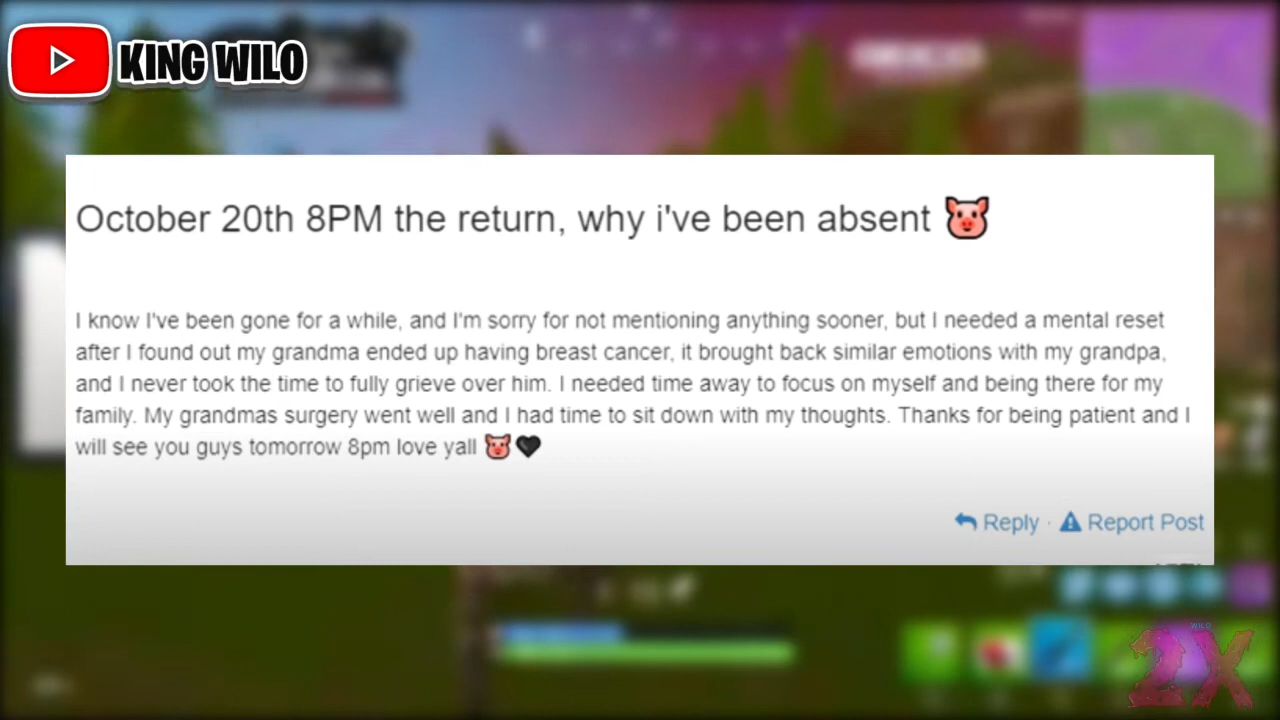 KING WILO
October 20th 8PM the return, why i've been absent 🐷
I know I've been gone for a while, and I'm sorry for not mentioning anything sooner, but I needed a mental reset
after I found out my grandma ended up having breast cancer, it brought back similar emotions with my grandpa,
and I never took the time to fully grieve over him. I needed time away to focus on myself and being there for my
family. My grandmas surgery went well and I had time to sit down with my thoughts. Thanks for being patient and I
will see you guys tomorrow 8pm love yall 🐷🖤
Reply · Report Post
WILO
2X